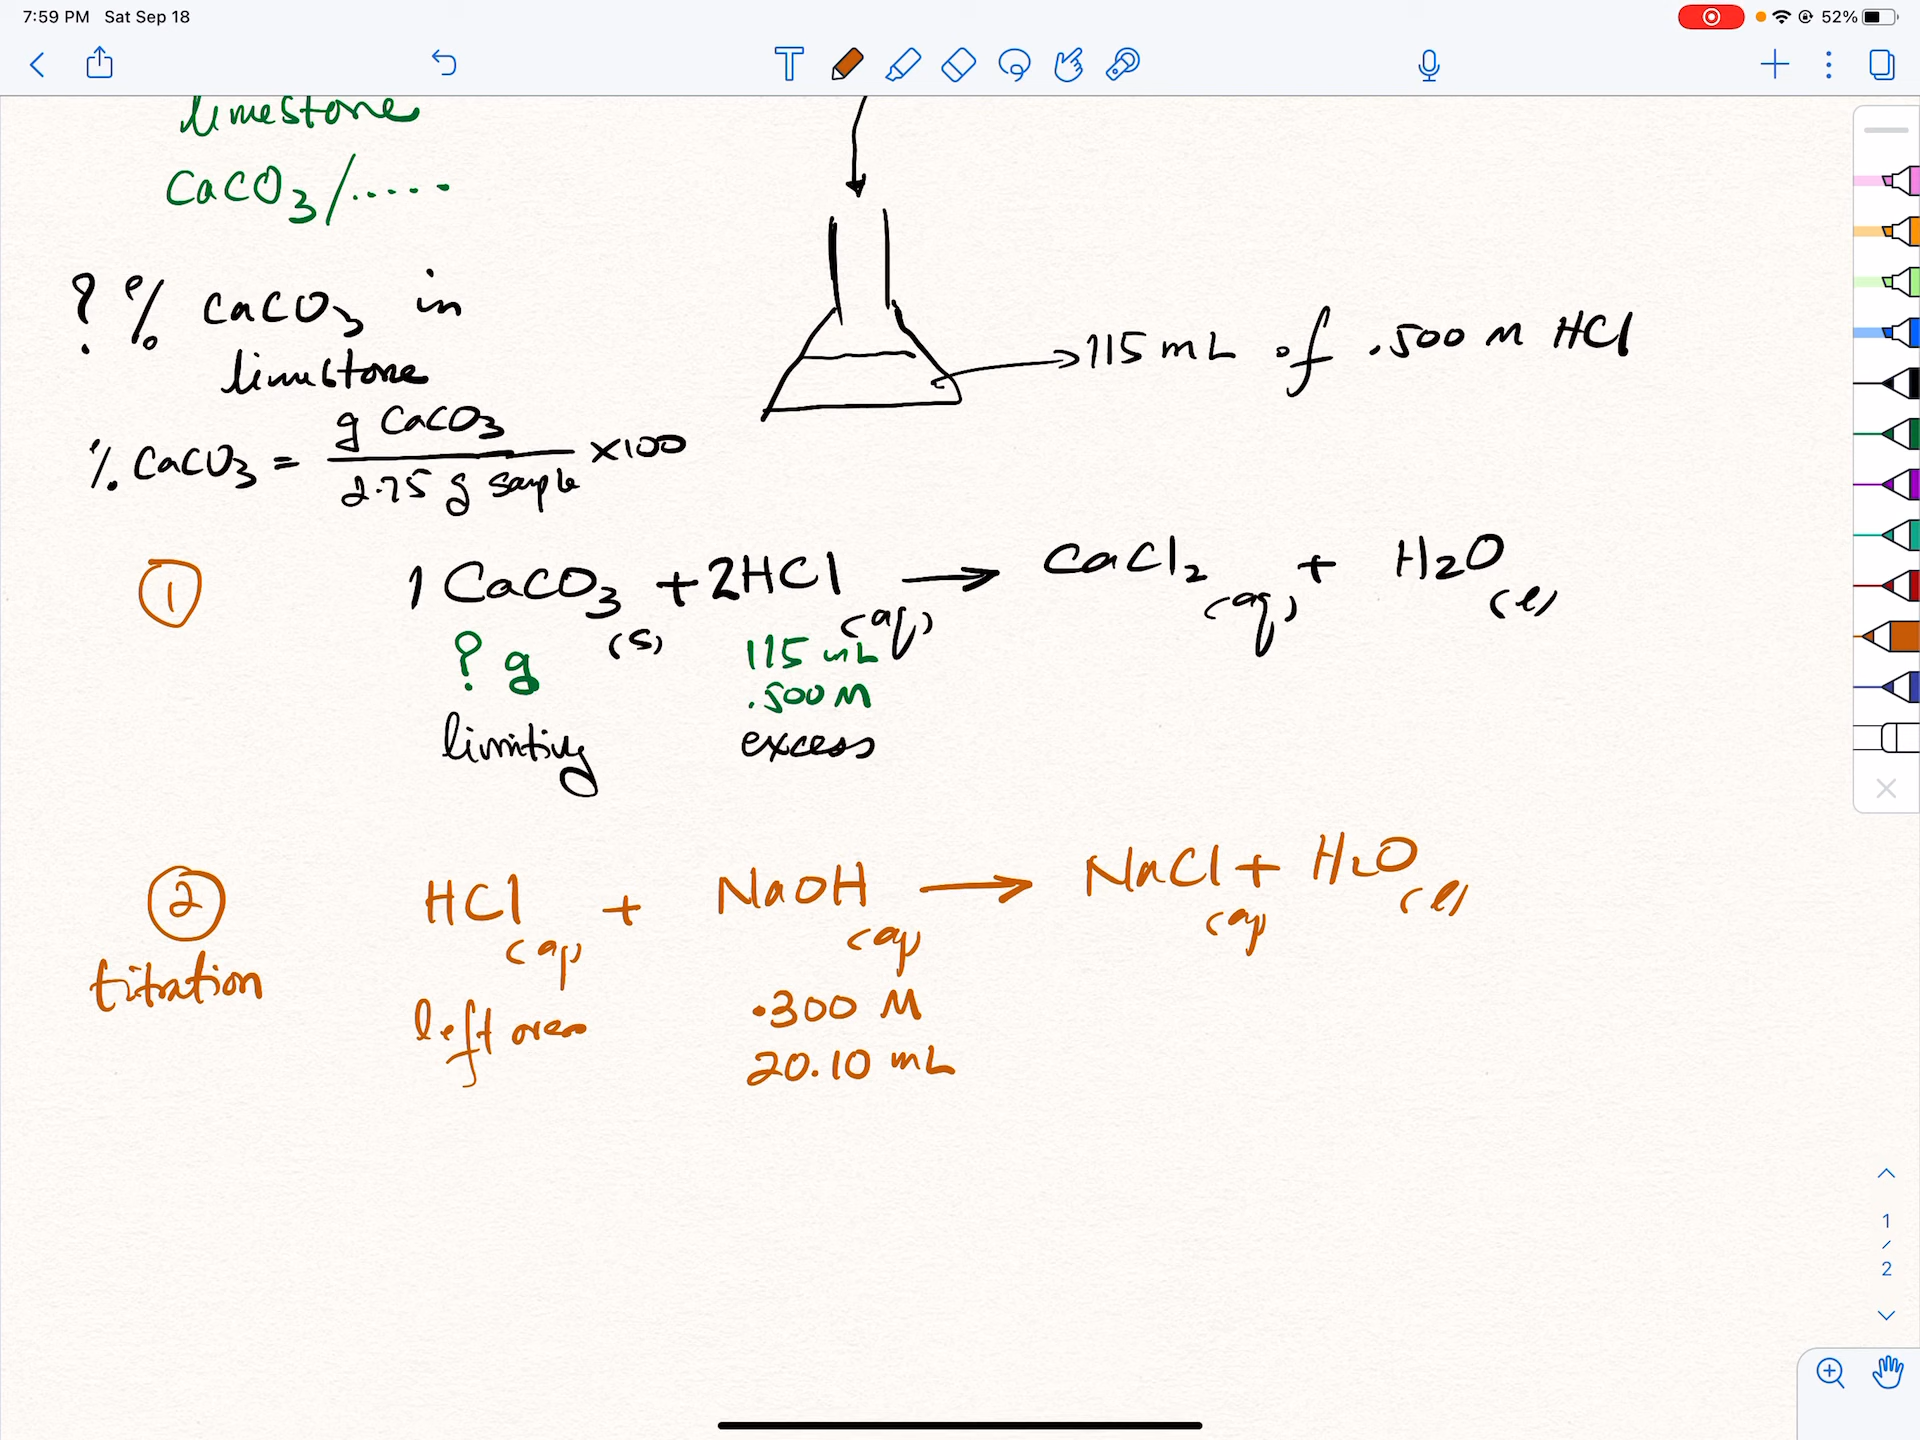 7:59 PM Sat Sep 18
52%
T
limestone
CaCO3/.....
? % CaCO3 in
limestone
115 mL of .500 M HCl
% CaCO3 = g CaCO3 / 2.75 g sample ×100
1 1 CaCO3 (s) + 2HCl (aq) → CaCl2 (aq) + H2O (l)
? g 115 mL
.500 M
limiting excess
2 HCl (aq) + NaOH (aq) → NaCl (aq) + H2O (l)
titration
left over .300 M
20.10 mL
1
/
2